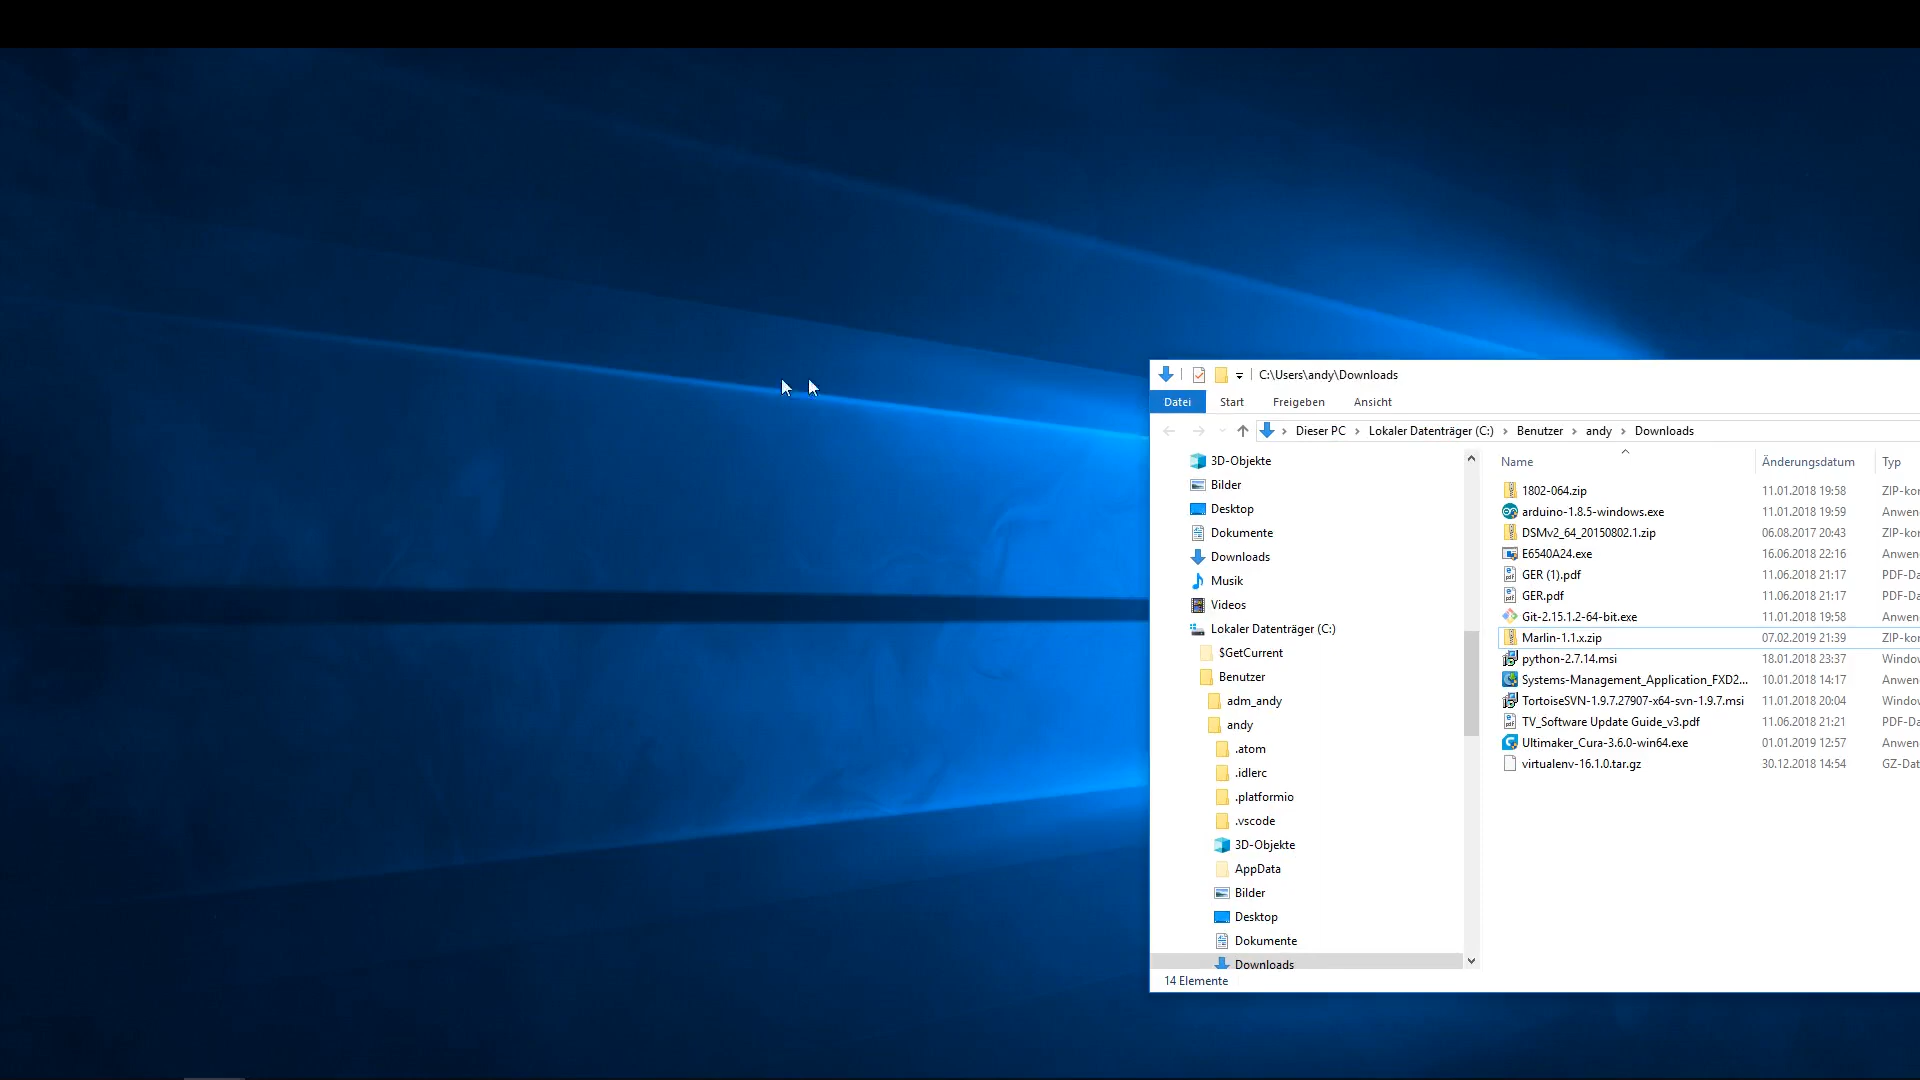 C:\Users\andy\Downloads
Datei Start Freigeben Ansicht
Dieser PC Lokaler Datenträger (C:) Benutzer andy Downloads
3D-Objekte
Bilder
Desktop
Dokumente
Downloads
Musik
Videos
Lokaler Datenträger (C:)
$GetCurrent
Benutzer
adm_andy
andy
.atom
.idlerc
.platformio
.vscode
3D-Objekte
AppData
Bilder
Desktop
Dokumente
Downloads
14 Elemente
Name Änderungsdatum Typ
1802-064.zip 11.01.2018 19:58 ZIP-kor
arduino-1.8.5-windows.exe 11.01.2018 19:59 Anwen
DSMv2_64_20150802.1.zip 06.08.2017 20:43 ZIP-kor
E6540A24.exe 16.06.2018 22:16 Anwen
GER (1).pdf 11.06.2018 21:17 PDF-Da
GER.pdf 11.06.2018 21:17 PDF-Da
Git-2.15.1.2-64-bit.exe 11.01.2018 19:58 Anwen
Marlin-1.1.x.zip 07.02.2019 21:39 ZIP-kor
python-2.7.14.msi 18.01.2018 23:37 Window
Systems-Management_Application_FXD2... 10.01.2018 14:17 Anwen
TortoiseSVN-1.9.7.27907-x64-svn-1.9.7.msi 11.01.2018 20:04 Window
TV_Software Update Guide_v3.pdf 11.06.2018 21:21 PDF-Da
Ultimaker_Cura-3.6.0-win64.exe 01.01.2019 12:57 Anwen
virtualenv-16.1.0.tar.gz 30.12.2018 14:54 GZ-Dat